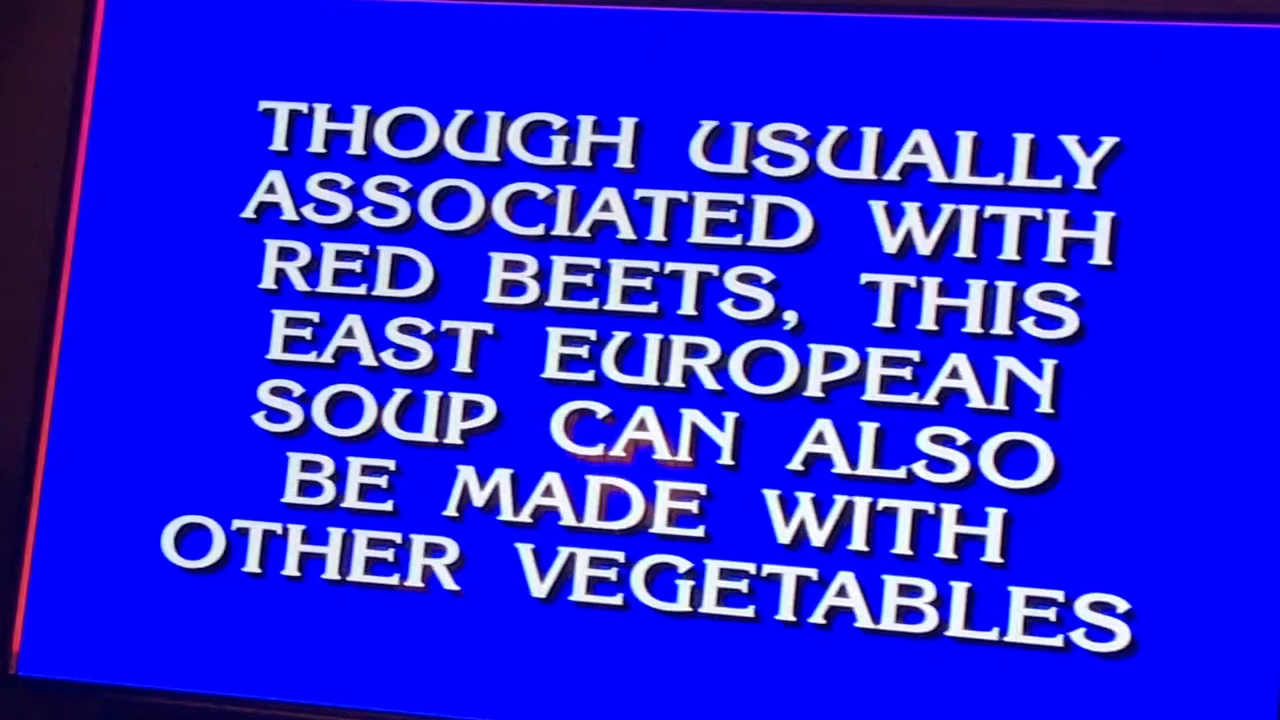 THOUGH USUALLY
ASSOCIATED WITH
RED BEETS, THIS
EAST EUROPEAN
SOUP CAN ALSO
BE MADE WITH
OTHER VEGETABLES